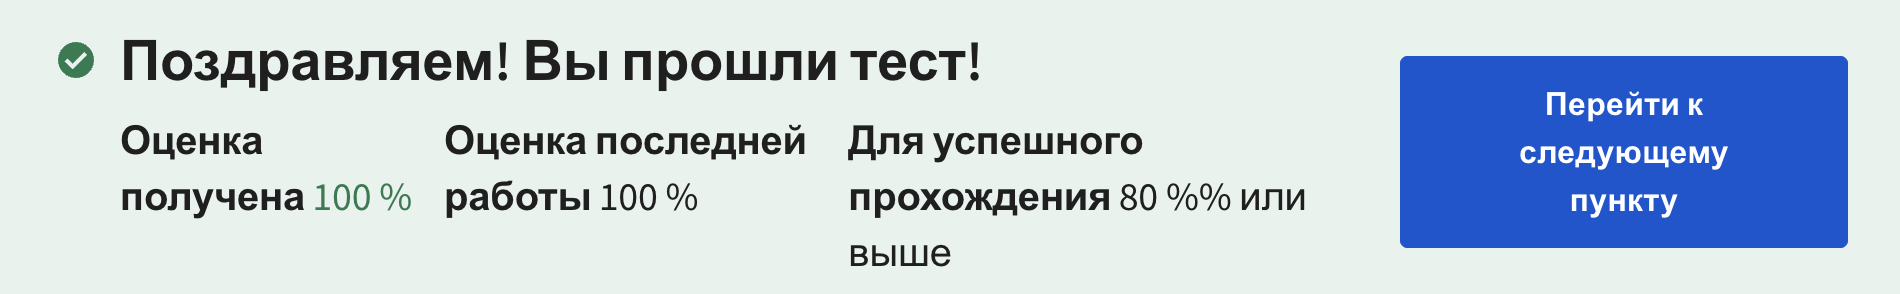 Поздравляем! Вы прошли тест!
Оценка
получена 100 %
Оценка последней
работы 100 %
Для успешного
прохождения 80 %% или
выше
Перейти к
следующему
пункту